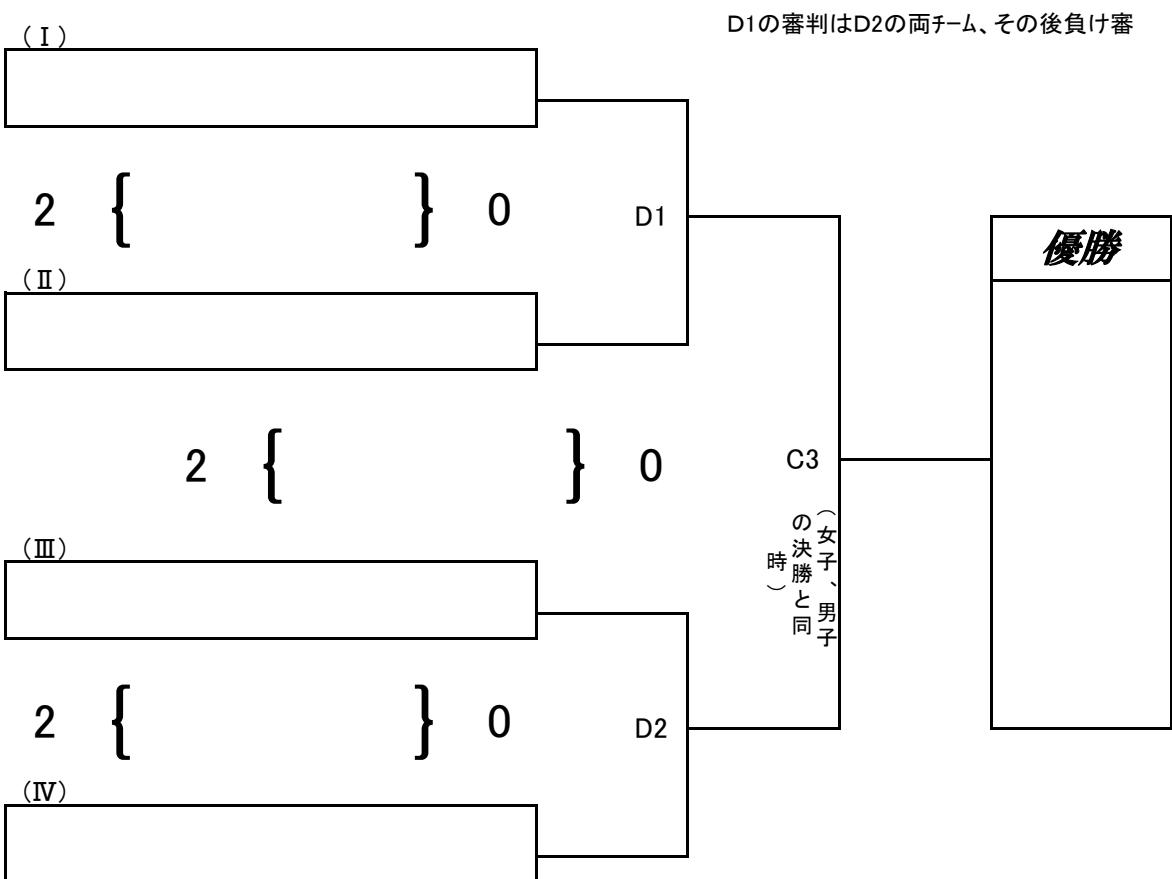 D1の審判はD2の両ﾁｰﾑ、その後負け審
（Ⅰ）
2 { } 0
D1
優勝
（Ⅱ）
2 { } 0
C3
（女子、男子
の決勝と同
時）
（Ⅲ）
2 { } 0
D2
（Ⅳ）